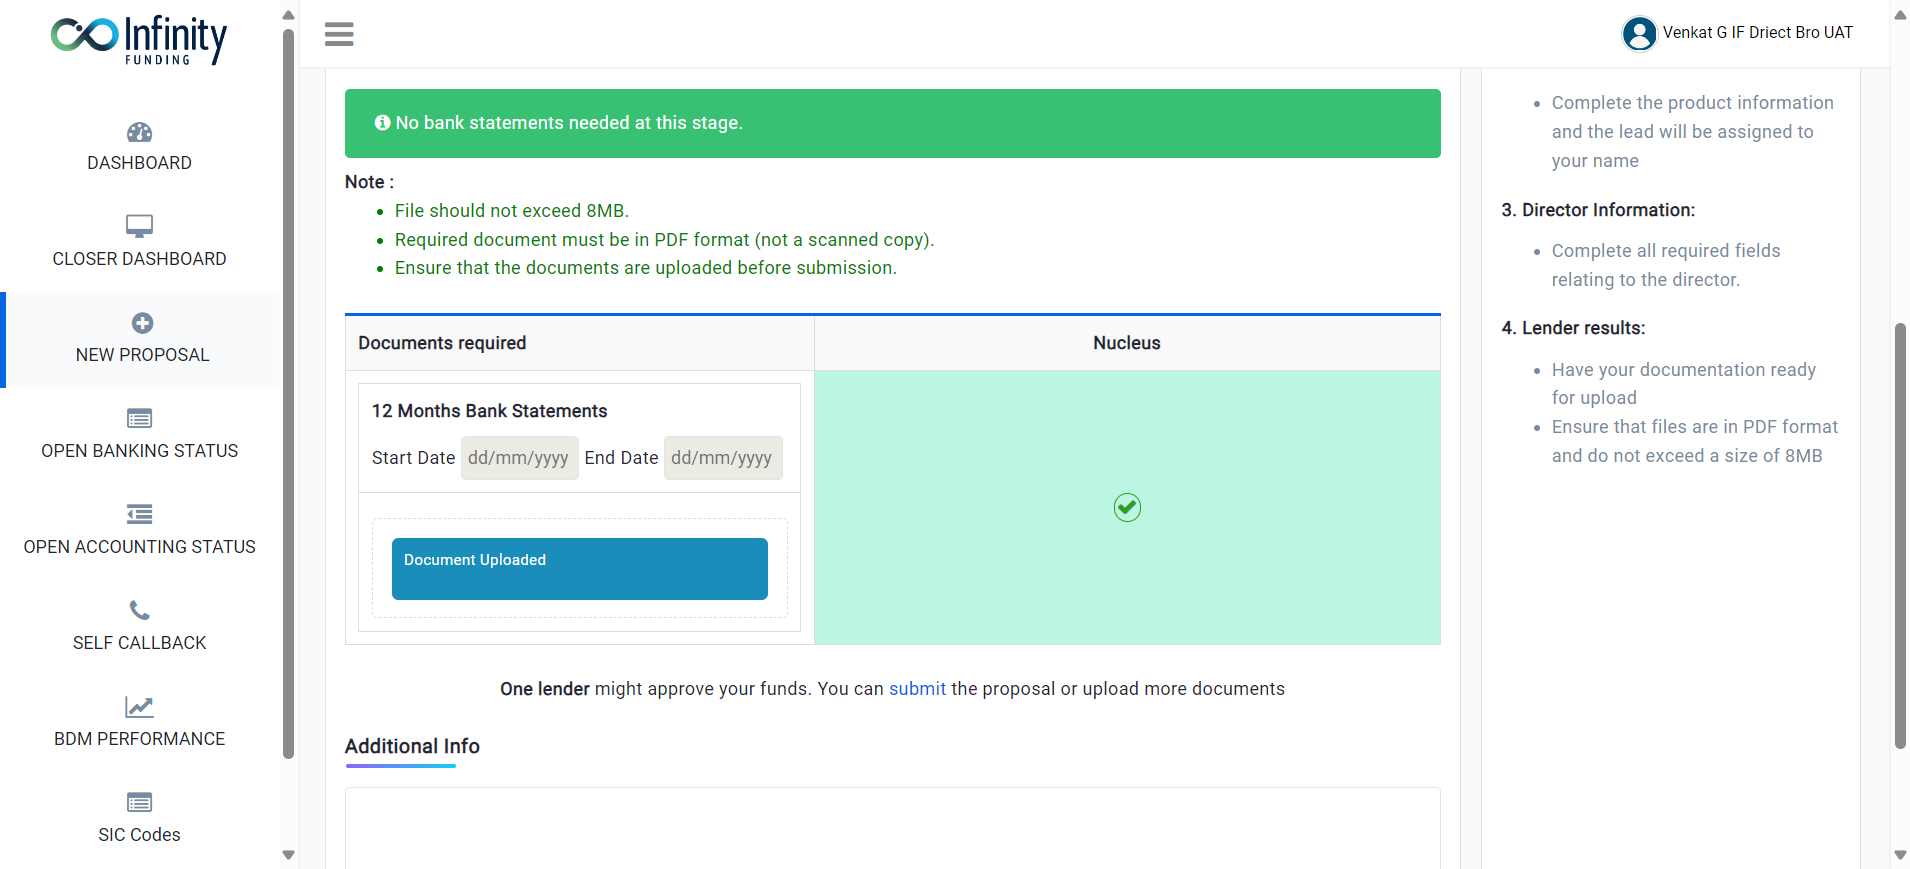 Infinity
FUNDING
DASHBOARD
CLOSER DASHBOARD
NEW PROPOSAL
OPEN BANKING STATUS
OPEN ACCOUNTING STATUS
SELF CALLBACK
BDM PERFORMANCE
SIC Codes
Venkat G IF Driect Bro UAT
No bank statements needed at this stage.
Note :
File should not exceed 8MB.
Required document must be in PDF format (not a scanned copy).
Ensure that the documents are uploaded before submission.
Documents required
Nucleus
12 Months Bank Statements
Start Date dd/mm/yyyy End Date dd/mm/yyyy
Document Uploaded
One lender might approve your funds. You can submit the proposal or upload more documents
Additional Info
Complete the product information
and the lead will be assigned to
your name
3. Director Information:
Complete all required fields
relating to the director.
4. Lender results:
Have your documentation ready
for upload
Ensure that files are in PDF format
and do not exceed a size of 8MB